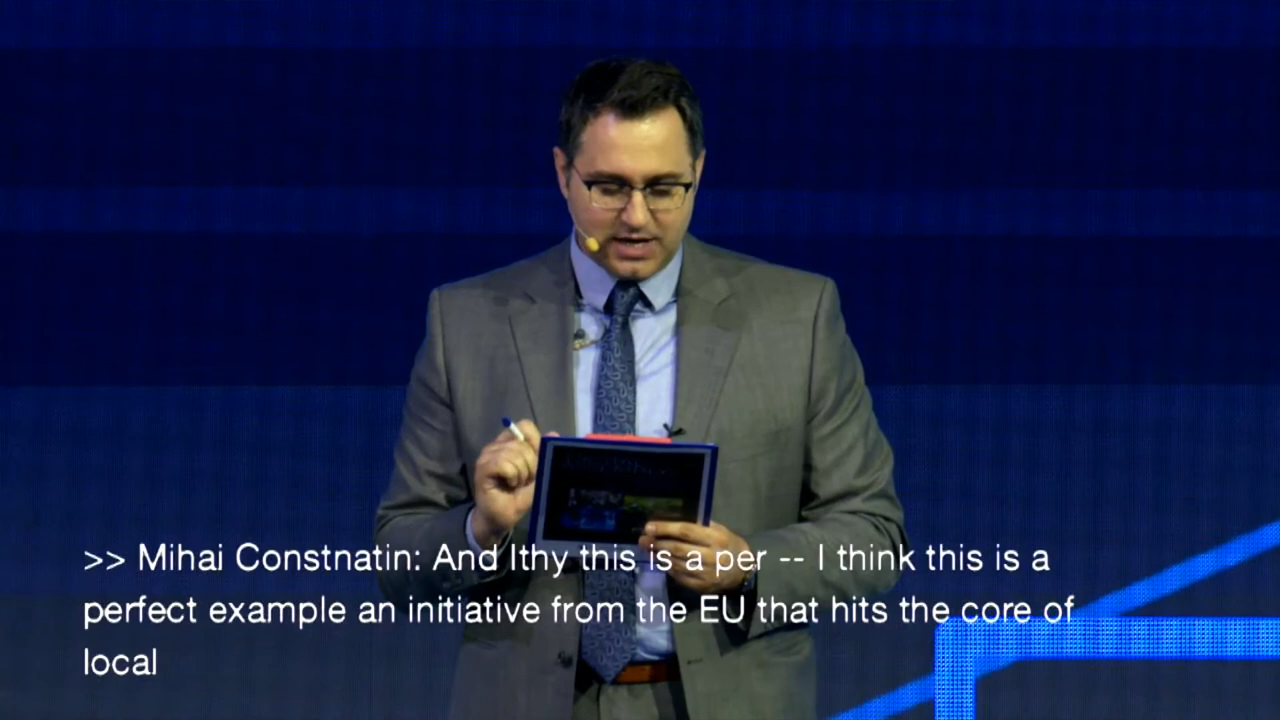 >> Mihai Constnatin: And Ithy this is a per -- I think this is a
perfect example an initiative from the EU that hits the core of
local